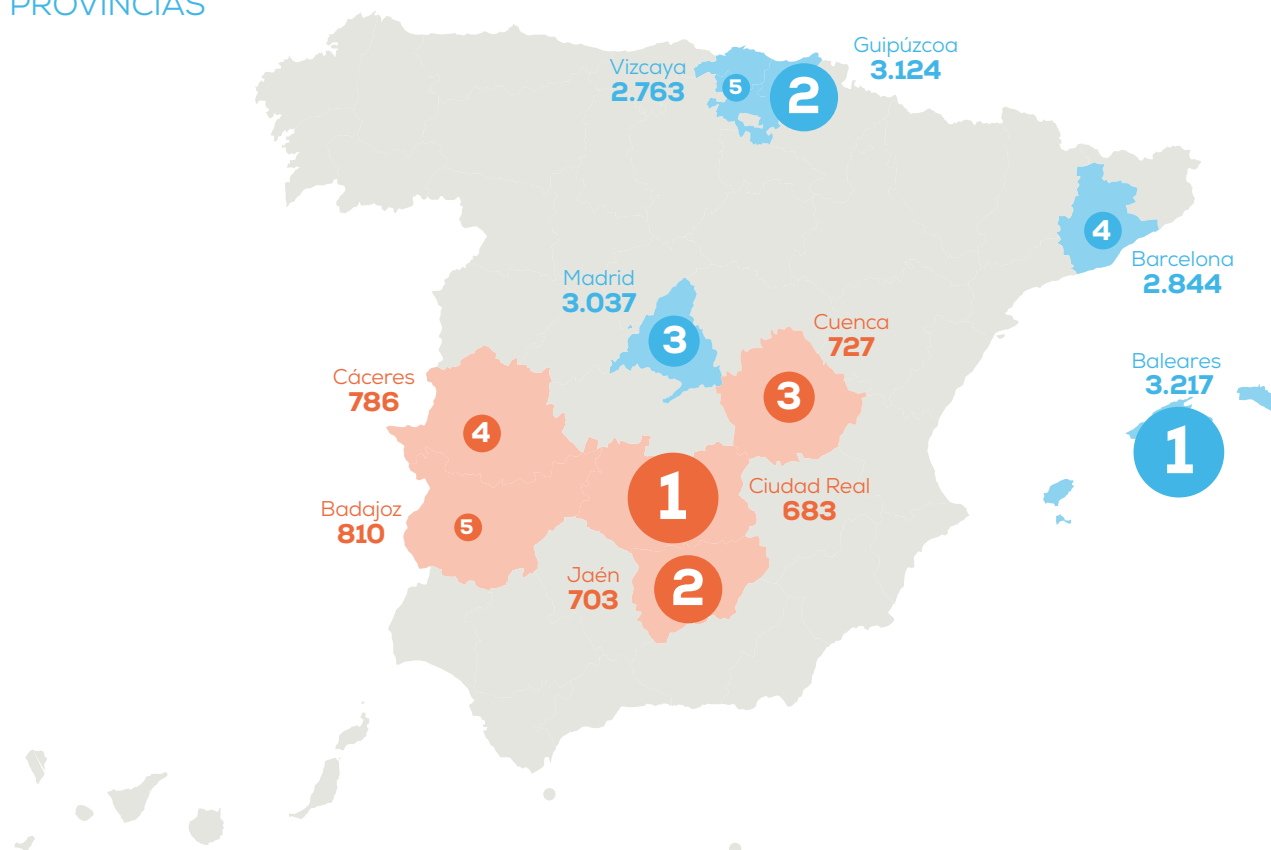 PROVINCIAS
Guipúzcoa
3.124
Vizcaya
2.763
5
2
4
Barcelona
2.844
Madrid
3.037
3
Cuenca
727
3
Baleares
3.217
1
Cáceres
786
4
1
Ciudad Real
683
Badajoz
810
5
Jaén
703
2